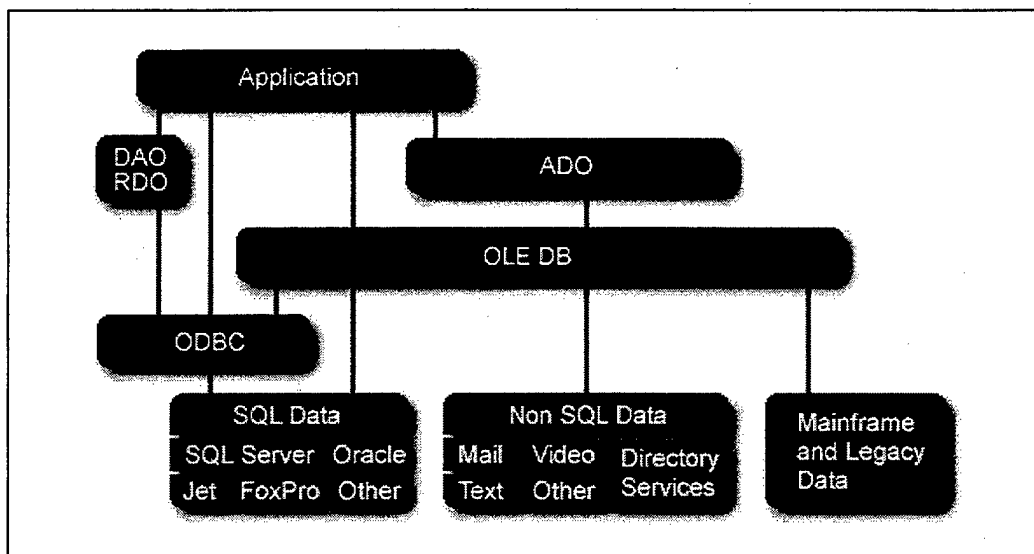 Application
DAO
RDO
ADO
OLE DB
ODBC
SQL Data
SQL Server Oracle
Jet FoxPro Other
Non SQL Data
Mail Video Directory
Text Other Services
Mainframe
and Legacy
Data